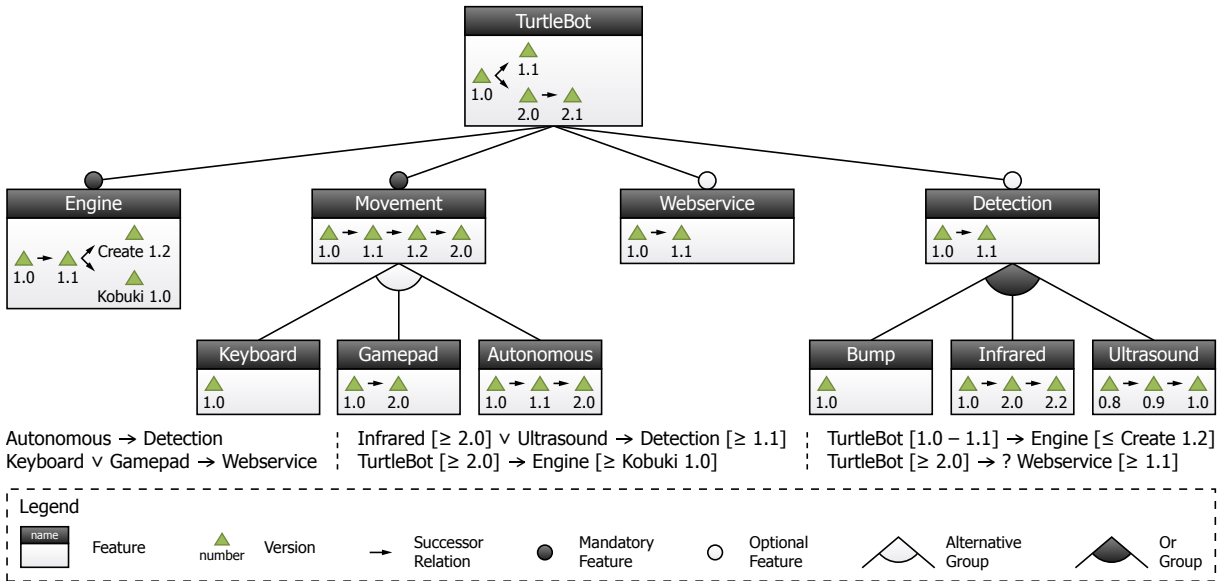 TurtleBot
1.1
1.0
2.0 2.1
Engine
Create 1.2
1.0 1.1
Kobuki 1.0
Movement
1.0 1.1 1.2 2.0
Webservice
1.0 1.1
Detection
1.0 1.1
Keyboard
1.0
Gamepad
1.0 2.0
Autonomous
1.0 1.1 2.0
Bump
1.0
Infrared
1.0 2.0 2.2
Ultrasound
0.8 0.9 1.0
Autonomous → Detection
Keyboard ∨ Gamepad → Webservice
Infrared [≥ 2.0] ∨ Ultrasound → Detection [≥ 1.1]
TurtleBot [≥ 2.0] → Engine [≥ Kobuki 1.0]
TurtleBot [1.0 – 1.1] → Engine [≤ Create 1.2]
TurtleBot [≥ 2.0] → ? Webservice [≥ 1.1]
Legend
name
Feature
number
Version
Successor
Relation
Mandatory
Feature
Optional
Feature
Alternative
Group
Or
Group